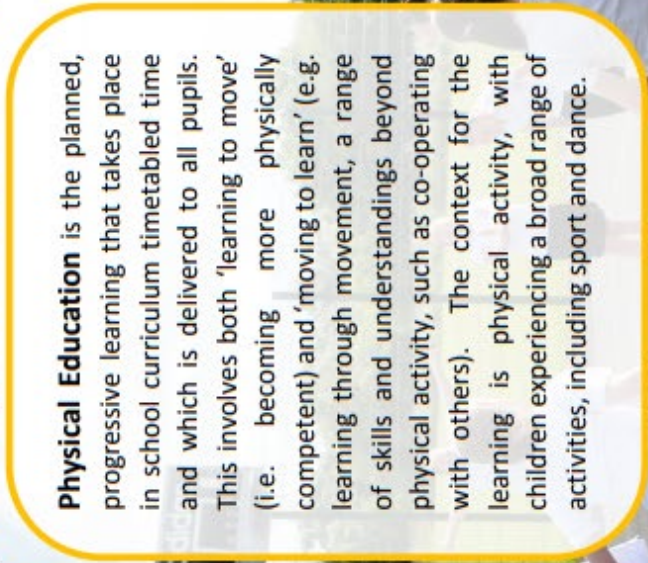 Physical Education is the planned,
progressive learning that takes place
in school curriculum timetabled time
and which is delivered to all pupils.
This involves both ‘learning to move’
(i.e. becoming more physically
competent) and ‘moving to learn’ (e.g.
learning through movement, a range
of skills and understandings beyond
physical activity, such as co-operating
with others). The context for the
learning is physical activity, with
children experiencing a broad range of
activities, including sport and dance.